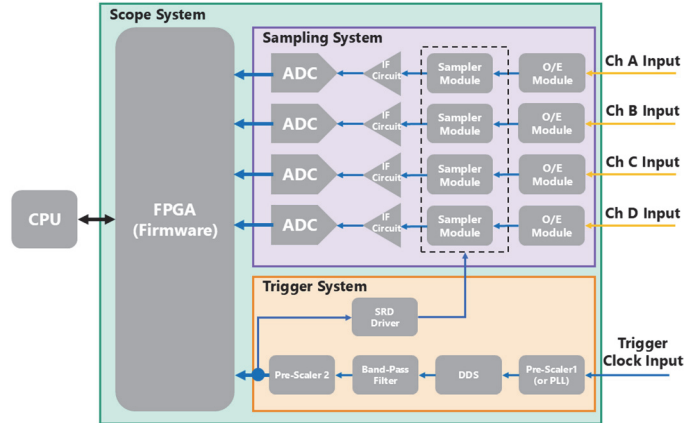 Scope System
Sampling System
ADC
IF
Circuit
Sampler
Module
O/E
Module
Ch A Input
ADC
IF
Circuit
Sampler
Module
O/E
Module
Ch B Input
ADC
IF
Circuit
Sampler
Module
O/E
Module
Ch C Input
ADC
IF
Circuit
Sampler
Module
O/E
Module
Ch D Input
CPU
FPGA
(Firmware)
Trigger System
SRD
Driver
Pre-Scaler 2
Band-Pass
Filter
DDS
Pre-Scaler1
(or PLL)
Trigger
Clock Input